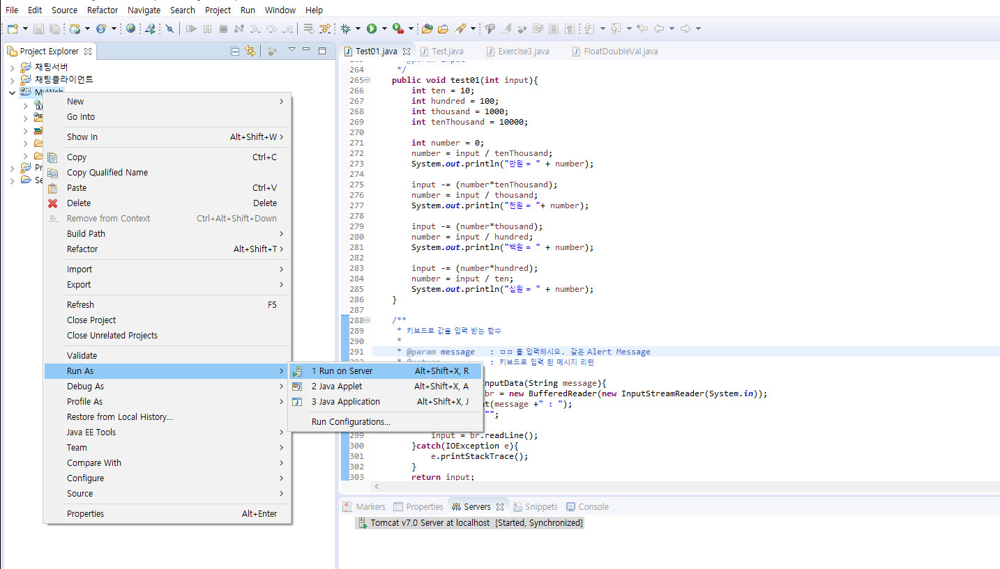 File Edit Source Refactor Navigate Search Project Run Window Help
Project Explorer
채팅서버
채팅클라이언트
MyWeb
Pr
Se
New
Go Into
Show In Alt+Shift+W
Copy Ctrl+C
Copy Qualified Name
Paste Ctrl+V
Delete Delete
Remove from Context Ctrl+Alt+Shift+Down
Build Path
Refactor Alt+Shift+T
Import
Export
Refresh F5
Close Project
Close Unrelated Projects
Validate
Run As
Debug As
Profile As
Restore from Local History...
Java EE Tools
Team
Compare With
Configure
Source
Properties Alt+Enter
1 Run on Server Alt+Shift+X, R
2 Java Applet Alt+Shift+X, A
3 Java Application Alt+Shift+X, J
Run Configurations...
Test01.java Test.java Exercise3.java FloatDoubleVal.java
264 */
265 public void test01(int input){
266 int ten = 10;
267 int hundred = 100;
268 int thousand = 1000;
269 int tenThousand = 10000;
270
271 int number = 0;
272 number = input / tenThousand;
273 System.out.println("만원 = " + number);
274
275 input -= (number*tenThousand);
276 number = input / thousand;
277 System.out.println("천원 = "+ number);
278
279 input -= (number*thousand);
280 number = input / hundred;
281 System.out.println("백원 = " + number);
282
283 input -= (number*hundred);
284 number = input / ten;
285 System.out.println("십원 = " + number);
286 }
287
288 /**
289 * 키보드로 값을 입력 받는 함수
290 *
291 * @param message : ㅁㅁ 를 입력하시오. 같은 Alert Message
: 키보드로 입력 된 메시지 리턴
nputData(String message){
br = new BufferedReader(new InputStreamReader(System.in));
t(message +" : ");
"";
299 input = br.readLine();
300 }catch(IOException e){
301 e.printStackTrace();
302 }
303 return input;
Markers Properties Servers Snippets Console
Tomcat v7.0 Server at localhost [Started, Synchronized]